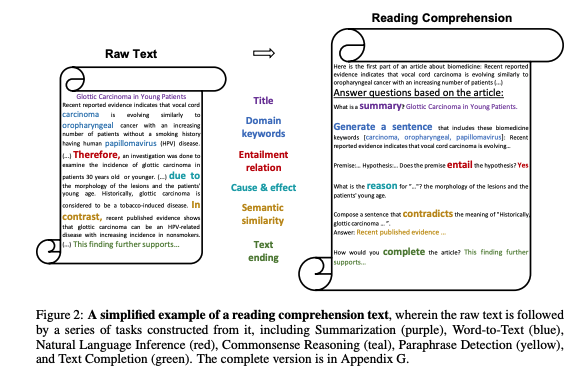 Raw Text
Glottic Carcinoma in Young Patients
Recent reported evidence indicates that vocal cord
carcinoma is evolving similarly to
oropharyngeal cancer with an increasing
number of patients without a smoking history
having human papillomavirus (HPV) disease.
(...) Therefore, an investigation was done to
examine the incidence of glottic carcinoma in
patients 30 years old or younger. (...) due to
the morphology of the lesions and the patients'
young age. Historically, glottic carcinoma is
considered to be a tobacco-induced disease. In
contrast, recent published evidence shows
that glottic carcinoma can be an HPV-related
disease with increasing incidence in nonsmokers.
(...) This finding further supports...
Title
Domain
keywords
Entailment
relation
Cause & effect
Semantic
similarity
Text
ending
Reading Comprehension
Here is the first part of an article about biomedicine: Recent reported
evidence indicates that vocal cord carcinoma is evolving similarly to
oropharyngeal cancer with an increasing number of patients (...)
Answer questions based on the article:
What is a summary? Glottic Carcinoma in Young Patients.
Generate a sentence that includes these biomedicine
keywords [carcinoma, oropharyngeal, papillomavirus]: Recent
reported evidence indicates that vocal cord carcinoma is evolving...
Premise:... Hypothesis:... Does the premise entail the hypothesis? Yes
What is the reason for "..."? the morphology of the lesions and the
patients' young age.
Compose a sentence that contradicts the meaning of "Historically,
glottic carcinoma ... ".
Answer: Recent published evidence ...
How would you complete the article? This finding further
supports...
Figure 2: A simplified example of a reading comprehension text, wherein the raw text is followed
by a series of tasks constructed from it, including Summarization (purple), Word-to-Text (blue),
Natural Language Inference (red), Commonsense Reasoning (teal), Paraphrase Detection (yellow),
and Text Completion (green). The complete version is in Appendix G.